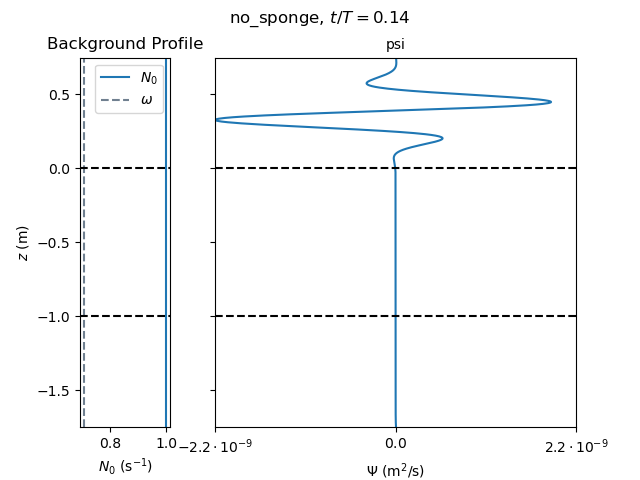 no_sponge, t/T = 0.14
Background Profile
psi
N₀
ω
0.5
0.0
−0.5
−1.0
−1.5
z (m)
0.8
1.0
N₀ (s⁻¹)
−2.2 · 10⁻⁹
0.0
2.2 · 10⁻⁹
Ψ (m²/s)